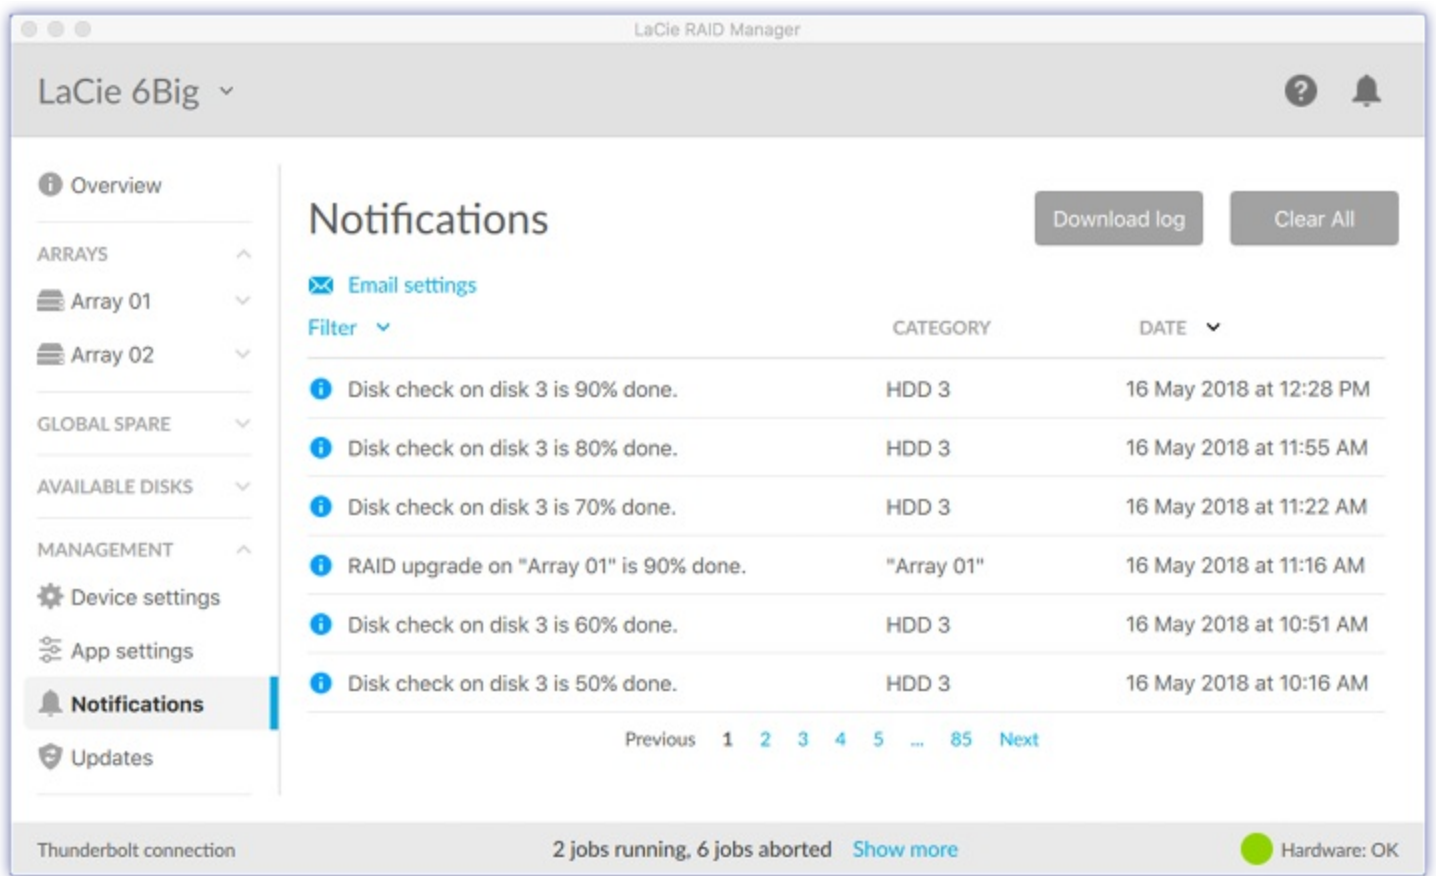 LaCie RAID Manager
LaCie 6Big
Overview
ARRAYS
Array 01
Array 02
GLOBAL SPARE
AVAILABLE DISKS
MANAGEMENT
Device settings
App settings
Notifications
Updates
Notifications
Download log
Clear All
Email settings
Filter CATEGORY DATE
Disk check on disk 3 is 90% done. HDD 3 16 May 2018 at 12:28 PM
Disk check on disk 3 is 80% done. HDD 3 16 May 2018 at 11:55 AM
Disk check on disk 3 is 70% done. HDD 3 16 May 2018 at 11:22 AM
RAID upgrade on "Array 01" is 90% done. "Array 01" 16 May 2018 at 11:16 AM
Disk check on disk 3 is 60% done. HDD 3 16 May 2018 at 10:51 AM
Disk check on disk 3 is 50% done. HDD 3 16 May 2018 at 10:16 AM
Previous 1 2 3 4 5 ... 85 Next
Thunderbolt connection 2 jobs running, 6 jobs aborted Show more Hardware: OK